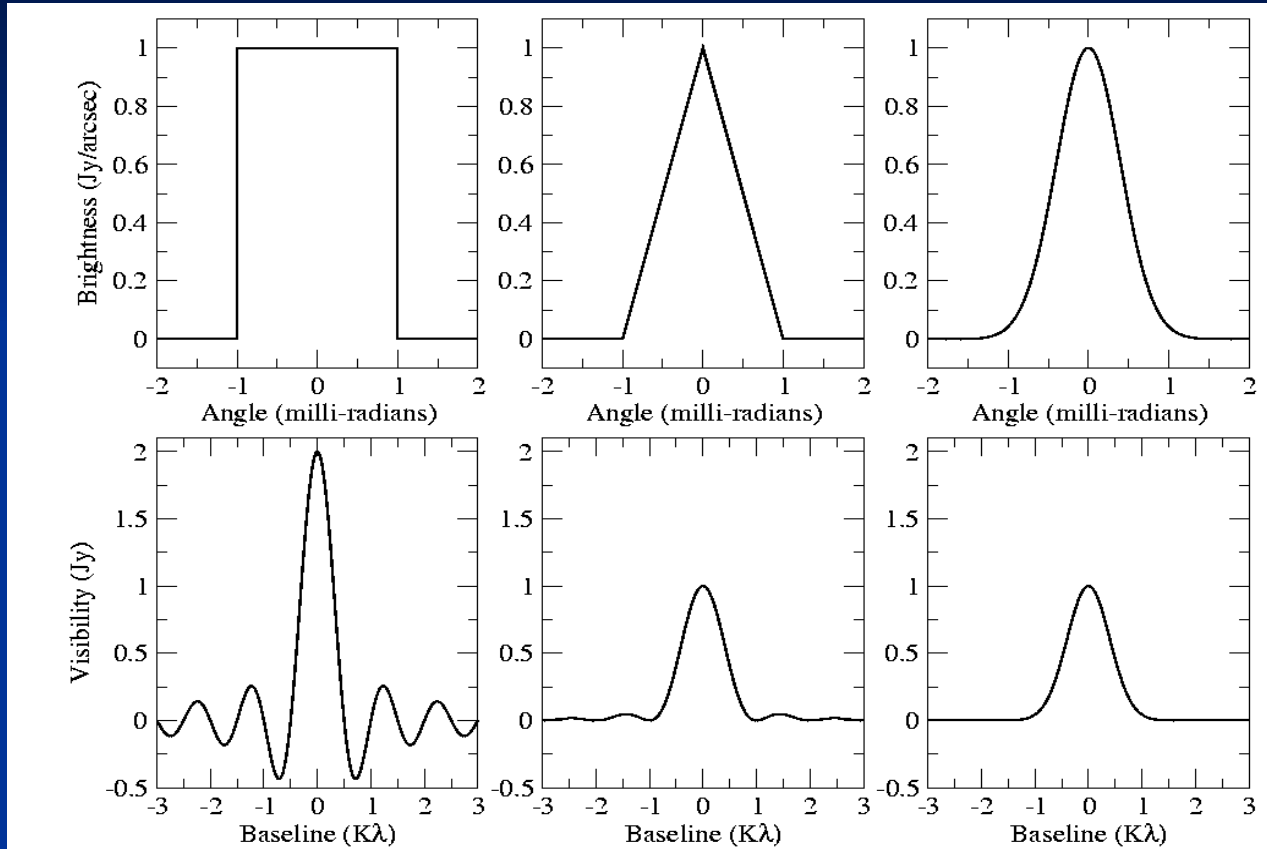 Brightness (Jy/arcsec)
1
0.8
0.6
0.4
0.2
0
-2 -1 0 1 2
Angle (milli-radians)
1
0.8
0.6
0.4
0.2
0
-2 -1 0 1 2
Angle (milli-radians)
1
0.8
0.6
0.4
0.2
0
-2 -1 0 1 2
Angle (milli-radians)
Visibility (Jy)
2
1.5
1
0.5
0
-0.5
-3 -2 -1 0 1 2 3
Baseline (Kλ)
2
1.5
1
0.5
0
-0.5
-3 -2 -1 0 1 2 3
Baseline (Kλ)
2
1.5
1
0.5
0
-0.5
-3 -2 -1 0 1 2 3
Baseline (Kλ)